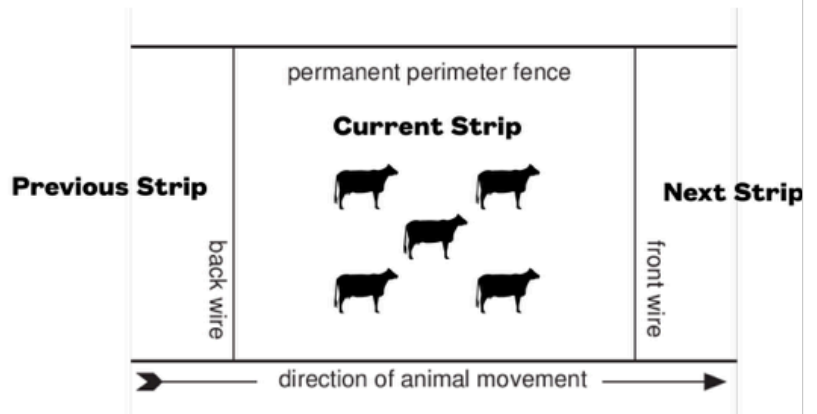 permanent perimeter fence
Current Strip
Previous Strip
Next Strip
back wire
front wire
direction of animal movement